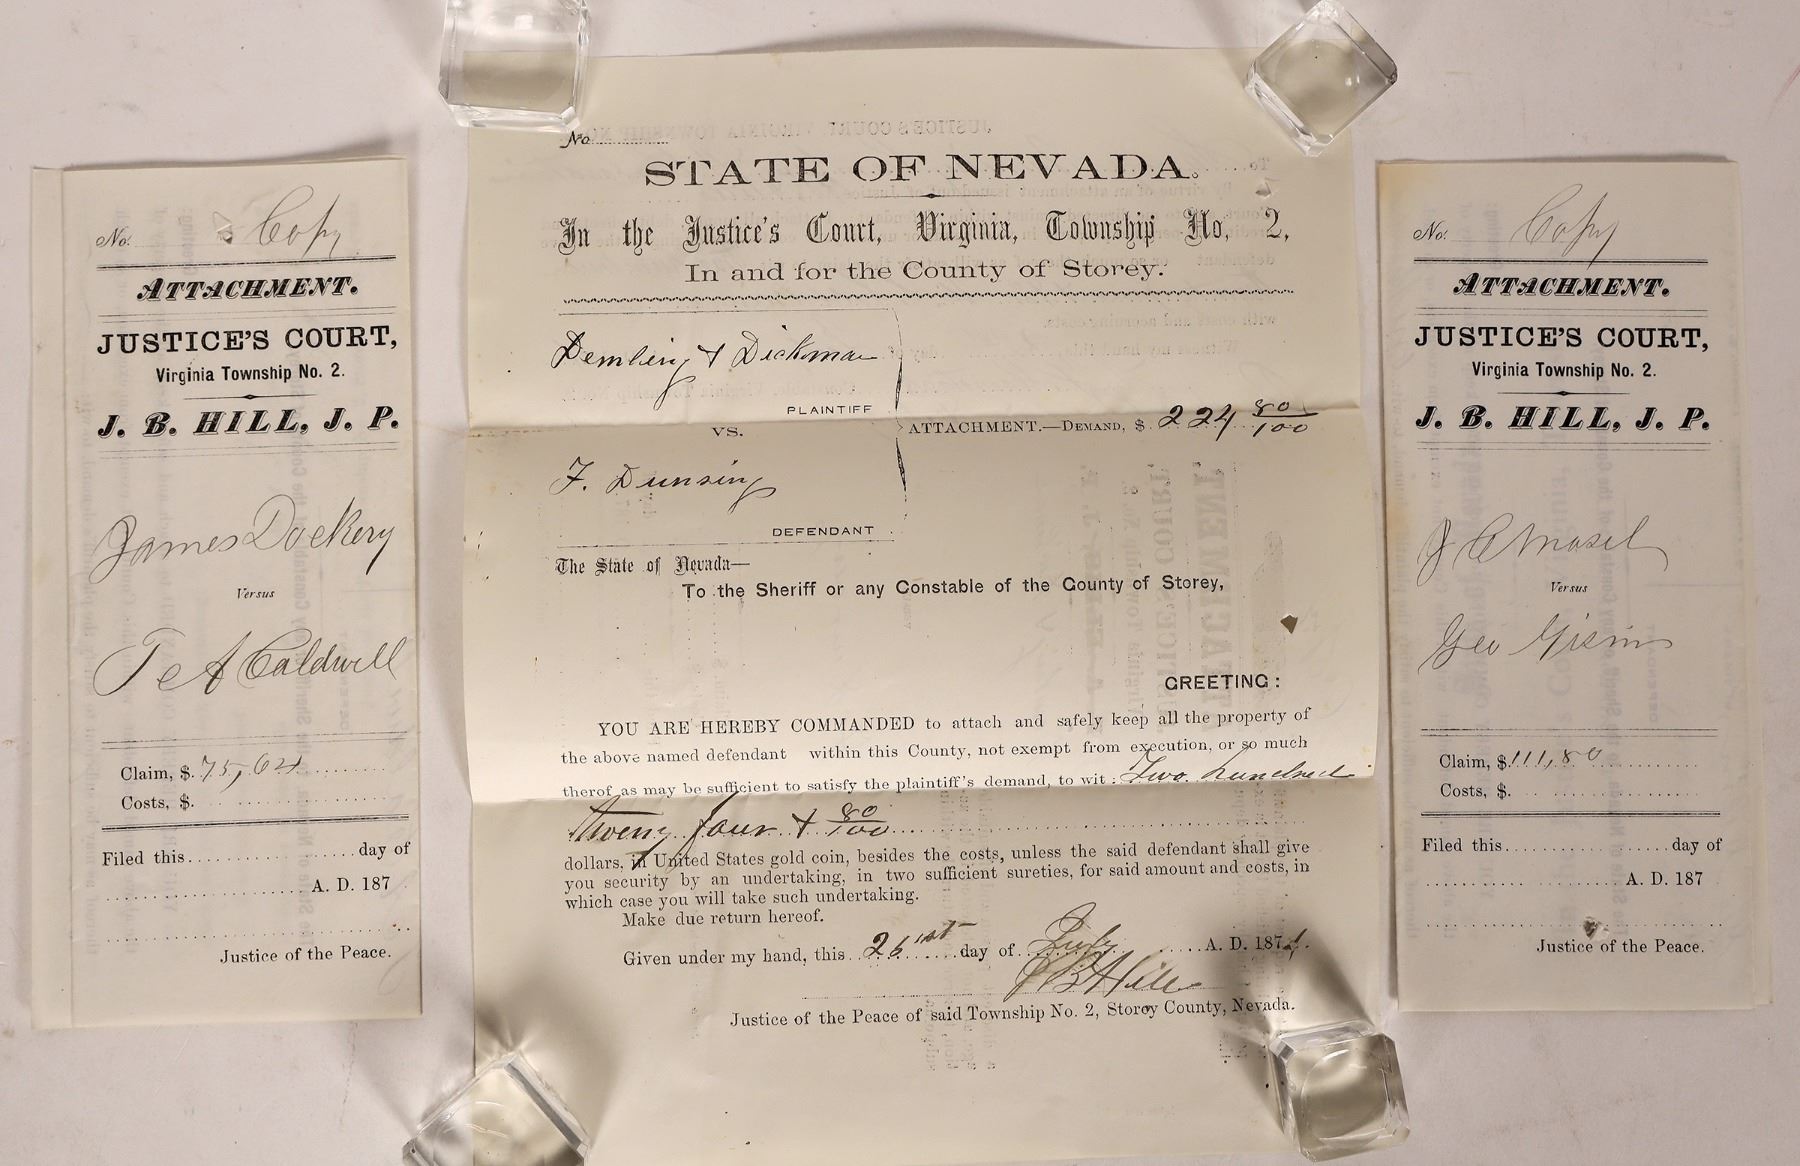 No. Copy
ATTACHMENT.
JUSTICE'S COURT,
Virginia Township No. 2.
J. B. HILL, J. P.
James Dockery
Versus
T e A Caldwell
Claim, $. 75,64
Costs, $.
Filed this day of
A. D. 187
Justice of the Peace.
No
STATE OF NEVADA.
In the Justice's Court, Virginia, Township No. 2,
In and for the County of Storey.
Dembling & Dickman
PLAINTIFF
VS.
ATTACHMENT.—DEMAND, $ 224 80/100
F. Dunsing
DEFENDANT
The State of Nevada—
To the Sheriff or any Constable of the County of Storey,
GREETING:
YOU ARE HEREBY COMMANDED to attach and safely keep all the property of
the above named defendant within this County, not exempt from execution, or so much
therof as may be sufficient to satisfy the plaintiff's demand, to wit: Two hundred
twenty four & 80/100
dollars, in United States gold coin, besides the costs, unless the said defendant shall give
you security by an undertaking, in two sufficient sureties, for said amount and costs, in
which case you will take such undertaking.
Make due return hereof.
Given under my hand, this day of July A. D. 187
J B Hill
Justice of the Peace of said Township No. 2, Storey County, Nevada.
No. Copy
ATTACHMENT.
JUSTICE'S COURT,
Virginia Township No. 2.
J. B. HILL, J. P.
J C
Versus
Geo
Claim, $ 111,80
Costs, $.
Filed this day of
A. D. 187
Justice of the Peace.